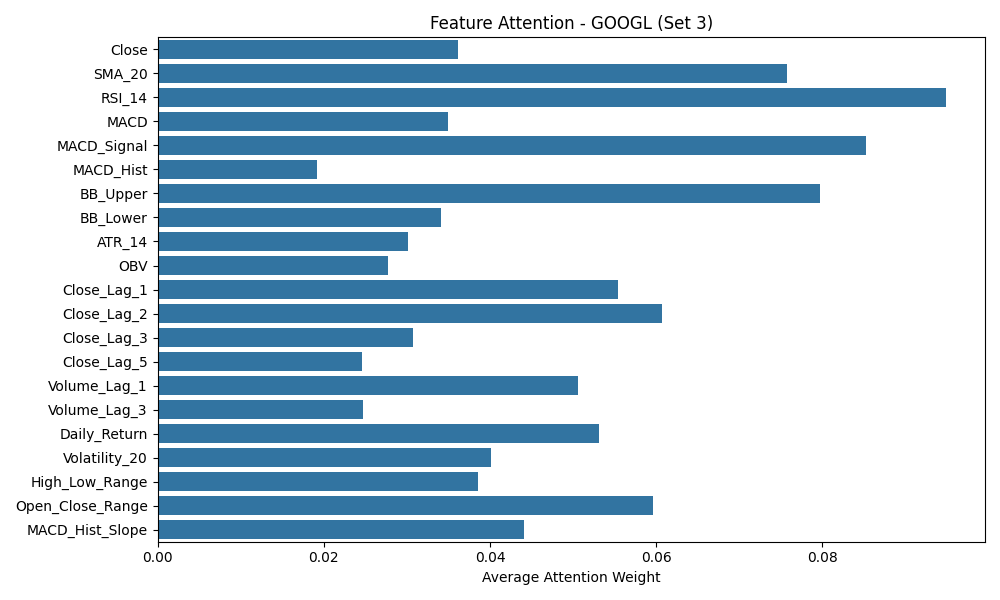 Feature Attention - GOOGL (Set 3)
Close
SMA_20
RSI_14
MACD
MACD_Signal
MACD_Hist
BB_Upper
BB_Lower
ATR_14
OBV
Close_Lag_1
Close_Lag_2
Close_Lag_3
Close_Lag_5
Volume_Lag_1
Volume_Lag_3
Daily_Return
Volatility_20
High_Low_Range
Open_Close_Range
MACD_Hist_Slope
0.00 0.02 0.04 0.06 0.08
Average Attention Weight